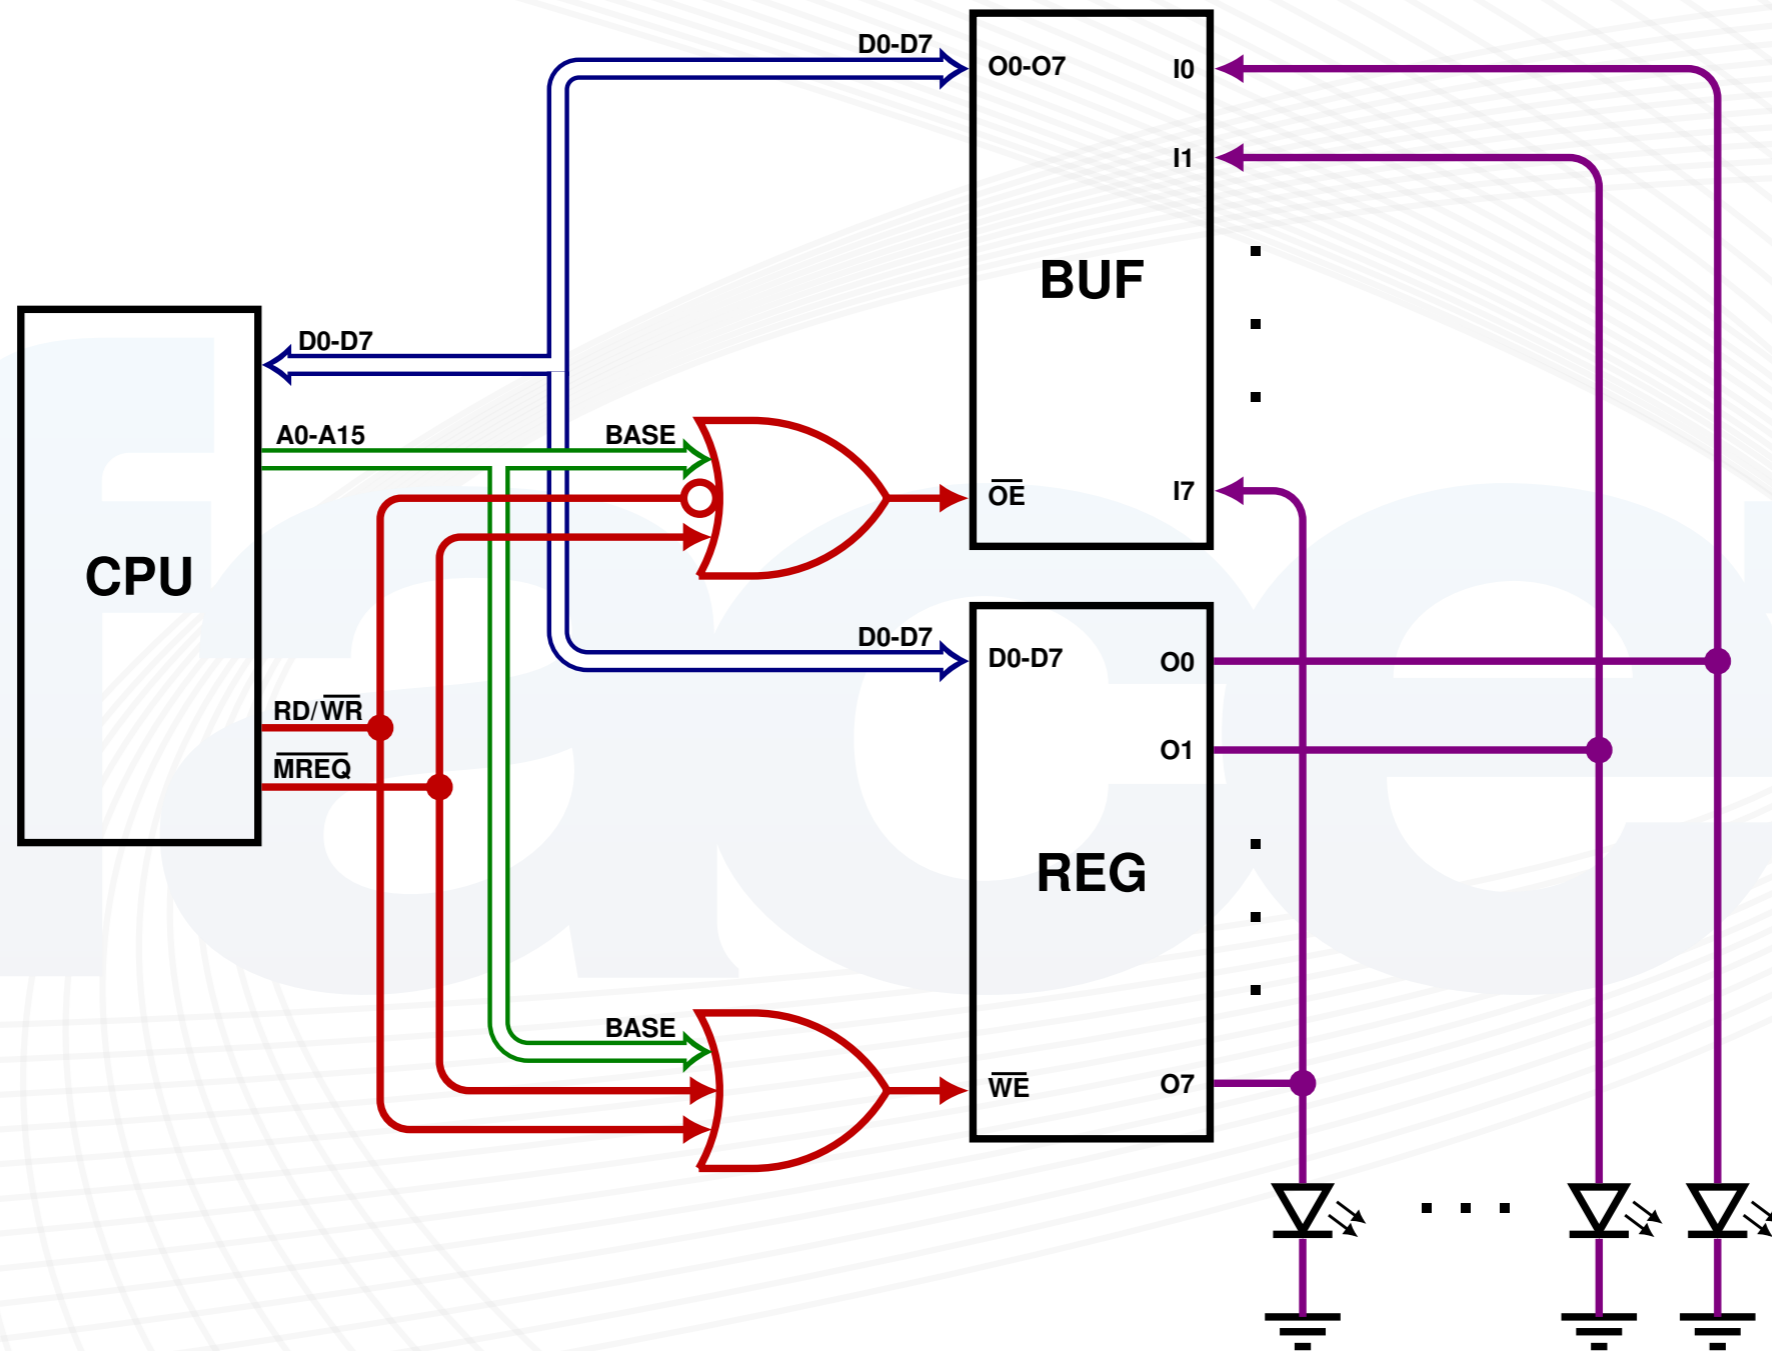 D0-D7
O0-O7
I0
I1
BUF
D0-D7
A0-A15
BASE
OE
I7
CPU
D0-D7
D0-D7
O0
RD/WR
O1
MREQ
REG
BASE
WE
O7